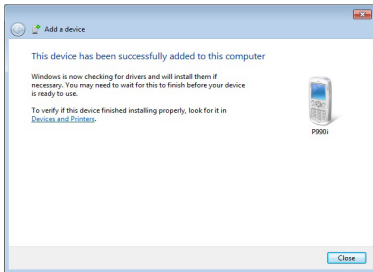 Add a device
This device has been successfully added to this computer
Windows is now checking for drivers and will install them if
necessary. You may need to wait for this to finish before your device
is ready to use.
To verify if this device finished installing properly, look for it in
Devices and Printers.
P990i
Close